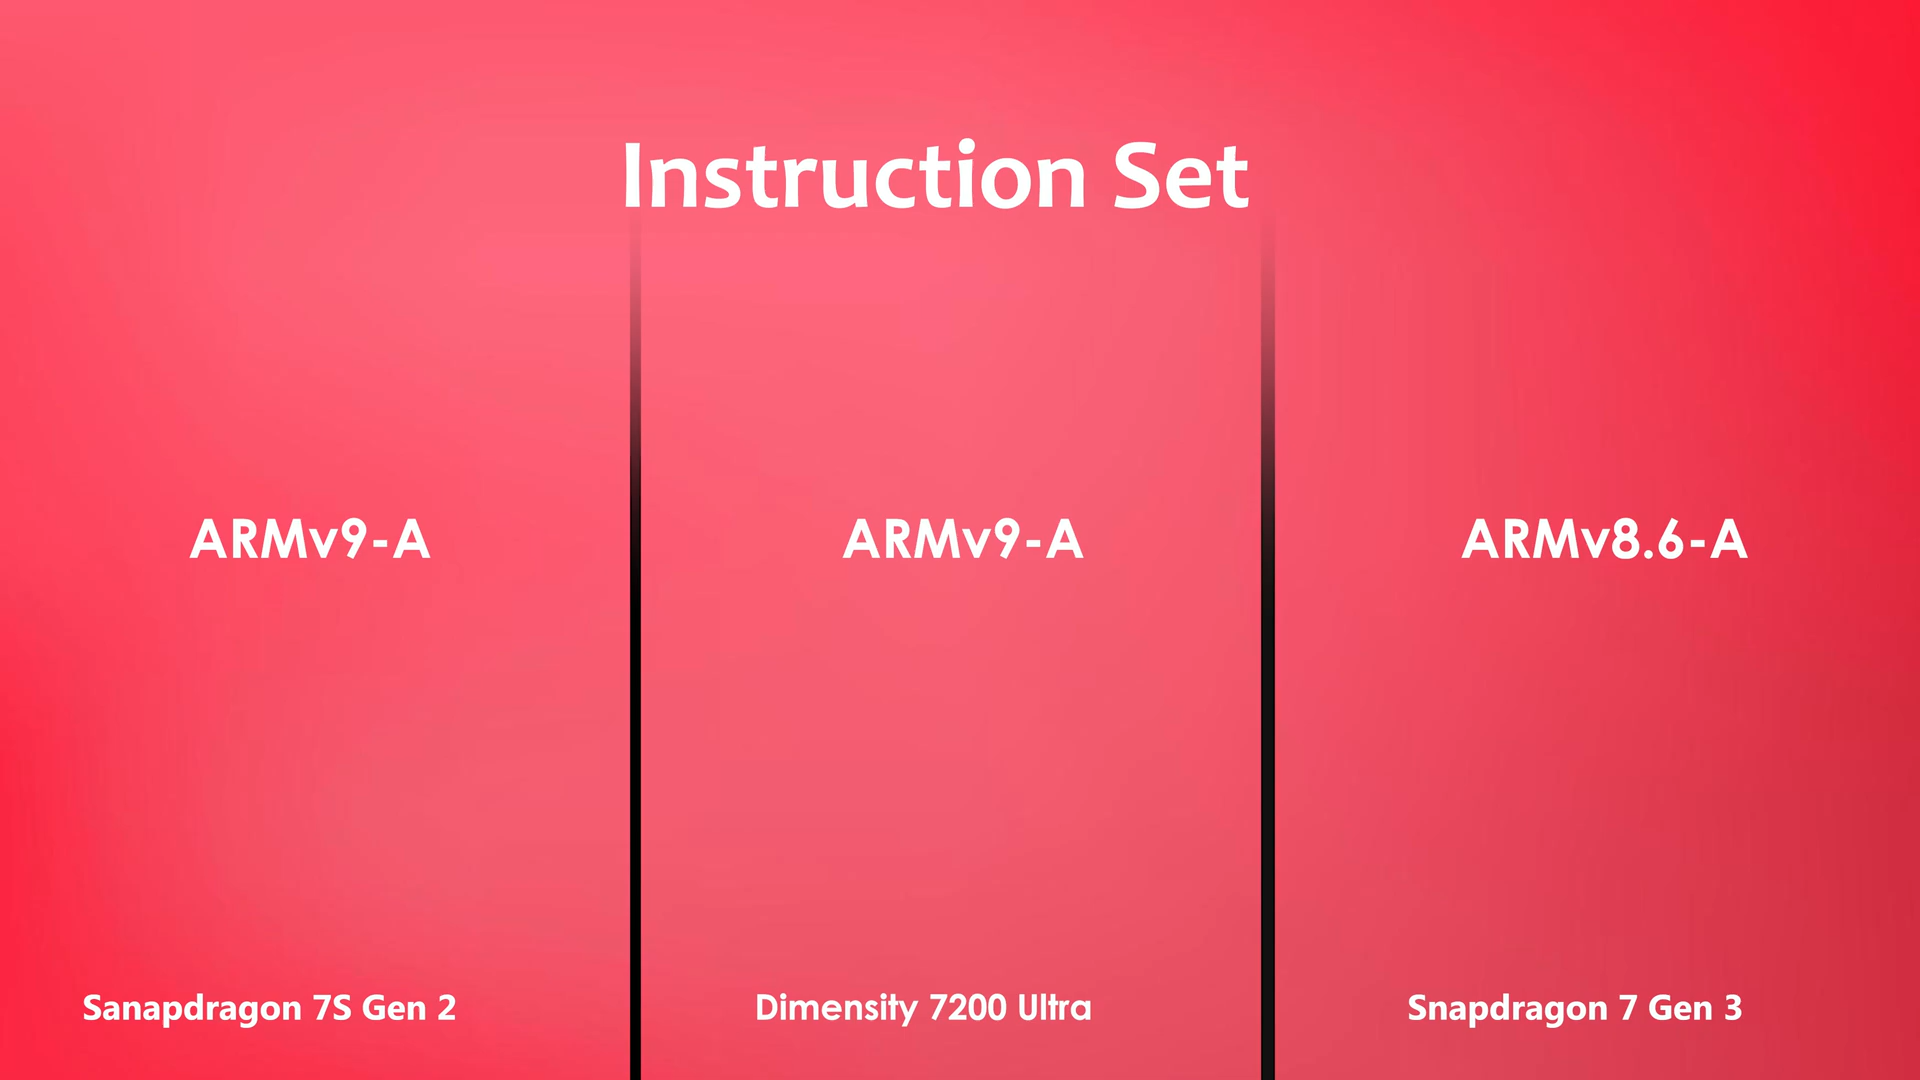 Instruction Set
ARMv9-A
ARMv9-A
ARMv8.6-A
Sanapdragon 7S Gen 2
Dimensity 7200 Ultra
Snapdragon 7 Gen 3